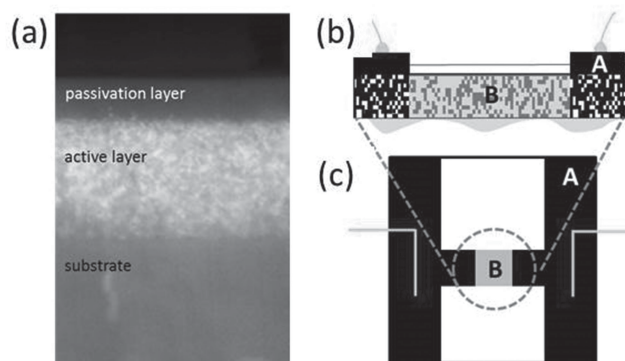 (a)
passivation layer
active layer
substrate
(b)
A
B
(c)
A
B